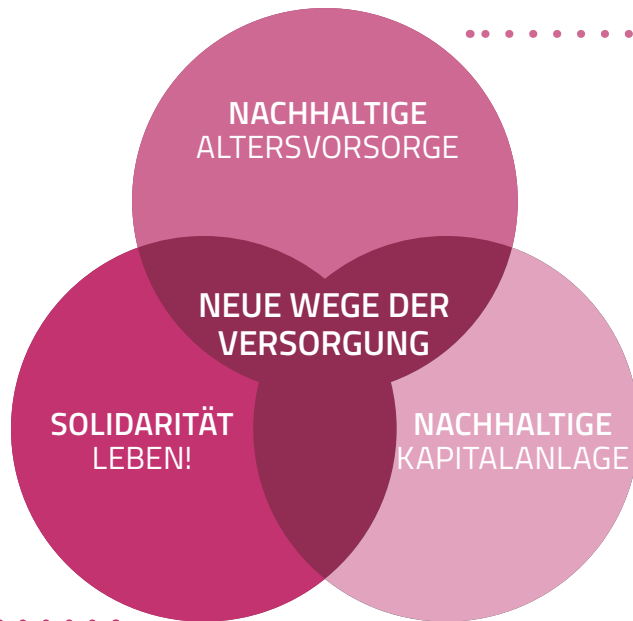 NACHHALTIGE
ALTERSVORSORGE
NEUE WEGE DER
VERSORGUNG
SOLIDARITÄT
LEBEN!
NACHHALTIGE
KAPITALANLAGE